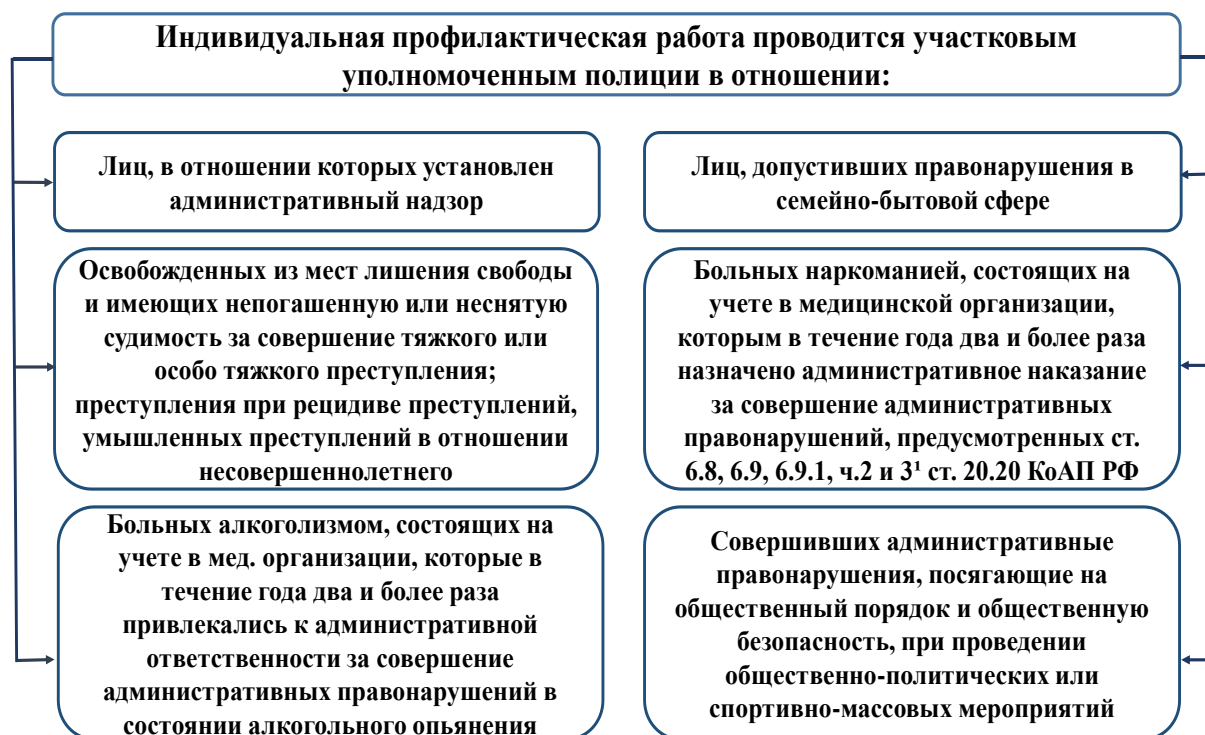 Индивидуальная профилактическая работа проводится участковым
уполномоченным полиции в отношении:
Лиц, в отношении которых установлен
административный надзор
Лиц, допустивших правонарушения в
семейно-бытовой сфере
Освобожденных из мест лишения свободы
и имеющих непогашенную или неснятую
судимость за совершение тяжкого или
особо тяжкого преступления;
преступления при рецидиве преступлений,
умышленных преступлений в отношении
несовершеннолетнего
Больных наркоманией, состоящих на
учете в медицинской организации,
которым в течение года два и более раза
назначено административное наказание
за совершение административных
правонарушений, предусмотренных ст.
6.8, 6.9, 6.9.1, ч.2 и 3¹ ст. 20.20 КоАП РФ
Больных алкоголизмом, состоящих на
учете в мед. организации, которые в
течение года два и более раза
привлекались к административной
ответственности за совершение
административных правонарушений в
состоянии алкогольного опьянения
Совершивших административные
правонарушения, посягающие на
общественный порядок и общественную
безопасность, при проведении
общественно-политических или
спортивно-массовых мероприятий